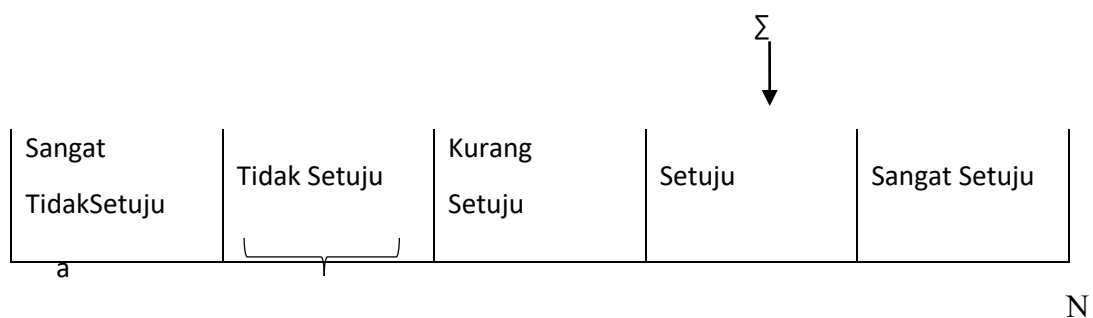 ∑
Sangat
TidakSetuju
Tidak Setuju
Kurang
Setuju
Setuju
Sangat Setuju
a
N